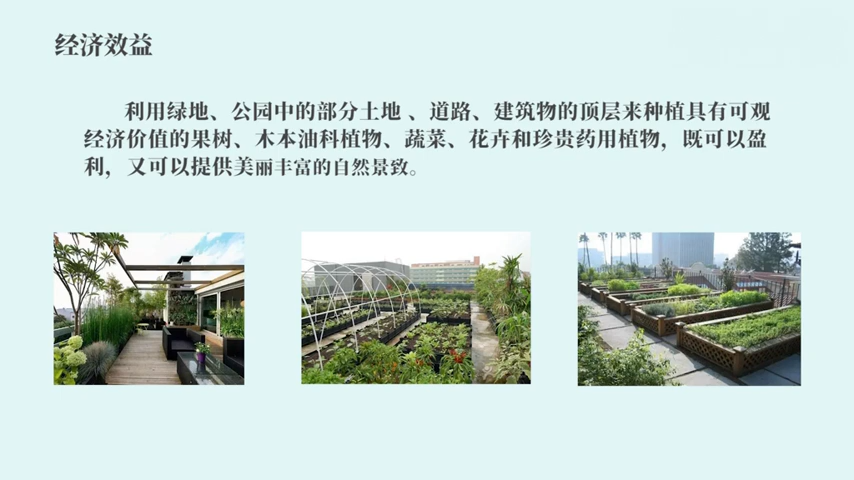 经济效益
利用绿地、公园中的部分土地 、道路、建筑物的顶层来种植具有可观
经济价值的果树、木本油科植物、蔬菜、花卉和珍贵药用植物，既可以盈
利，又可以提供美丽丰富的自然景致。